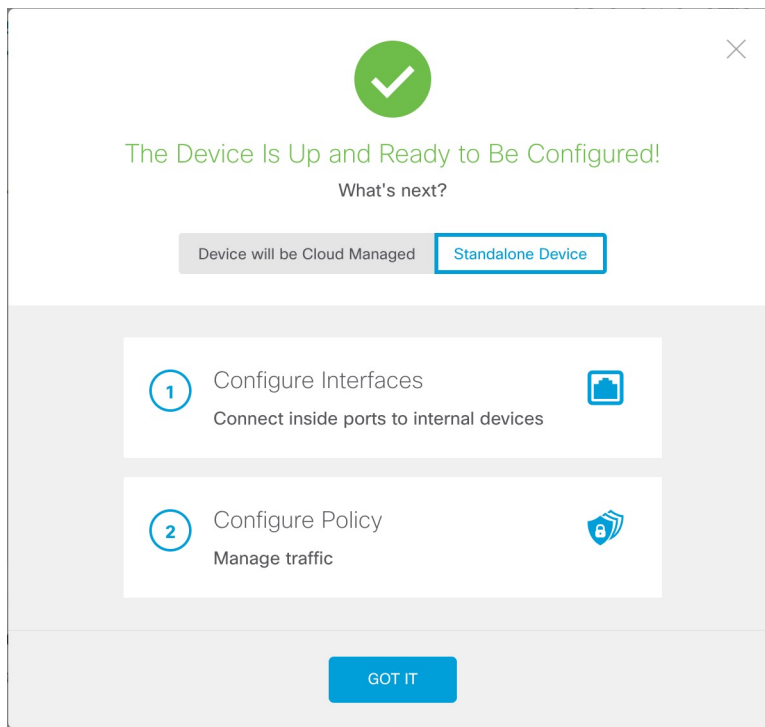 The Device Is Up and Ready to Be Configured!
What's next?
Device will be Cloud Managed
Standalone Device
1
Configure Interfaces
Connect inside ports to internal devices
2
Configure Policy
Manage traffic
GOT IT